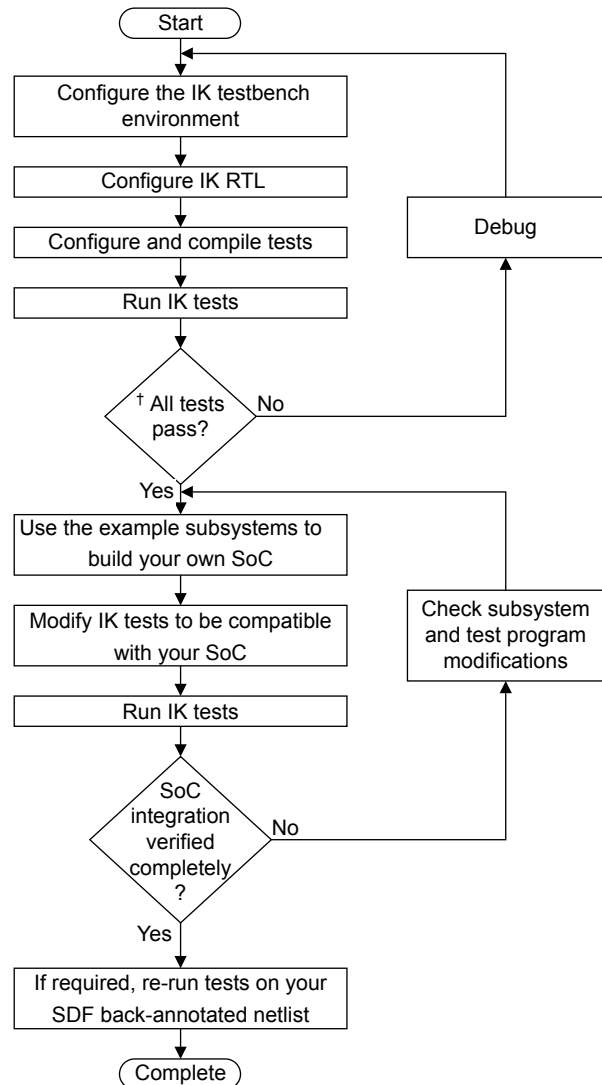 Start
Configure the IK testbench
environment
Configure IK RTL
Configure and compile tests
Debug
Run IK tests
† All tests
pass?
No
Yes
Use the example subsystems to
build your own SoC
Modify IK tests to be compatible
with your SoC
Check subsystem
and test program
modifications
Run IK tests
SoC
integration
verified
completely
?
No
Yes
If required, re-run tests on your
SDF back-annotated netlist
Complete